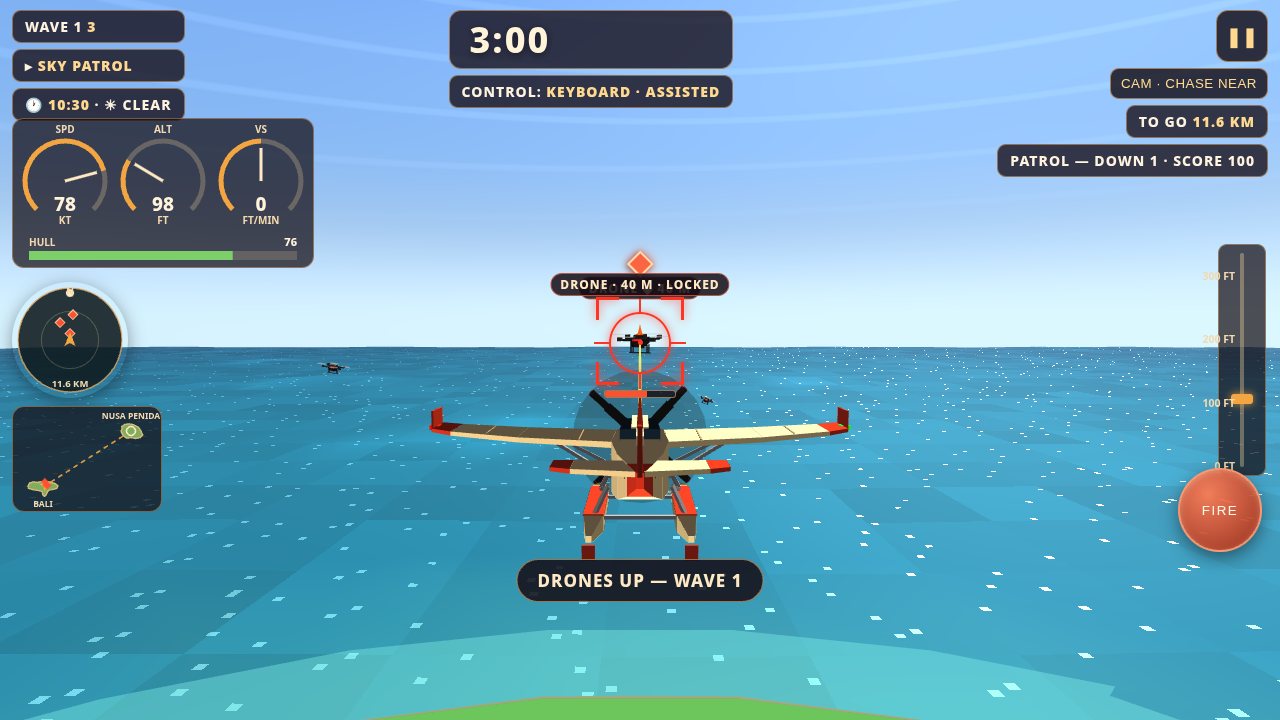 WAVE 1 3
▸ SKY PATROL
🕐 10:30 · ☀ CLEAR
SPD
ALT
VS
78
98
0
KT
FT
FT/MIN
HULL
76
11.6 KM
NUSA PENIDA
BALI
3:00
CONTROL: KEYBOARD · ASSISTED
CAM · CHASE NEAR
TO GO 11.6 KM
PATROL — DOWN 1 · SCORE 100
DRONE · 40 M · LOCKED
300 FT
200 FT
100 FT
0 FT
FIRE
DRONES UP — WAVE 1